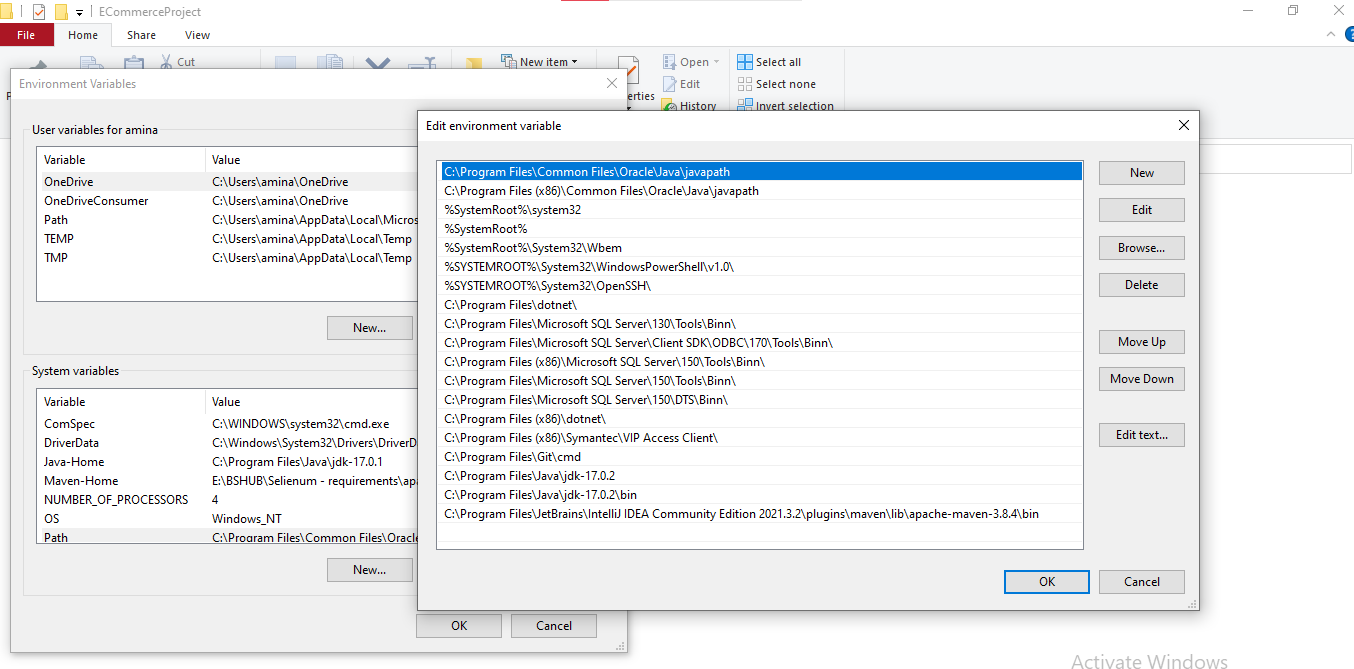 ECommerceProject
File Home Share View
Cut
New item
Open
Select all
Edit
Select none
erties
History
Invert selection
Environment Variables
User variables for amina
Variable Value
OneDrive C:\Users\amina\OneDrive
OneDriveConsumer C:\Users\amina\OneDrive
Path C:\Users\amina\AppData\Local\Micros
TEMP C:\Users\amina\AppData\Local\Temp
TMP C:\Users\amina\AppData\Local\Temp
New...
System variables
Variable Value
ComSpec C:\WINDOWS\system32\cmd.exe
DriverData C:\Windows\System32\Drivers\DriverD
Java-Home C:\Program Files\Java\jdk-17.0.1
Maven-Home E:\BSHUB\Selinium - requirements\apa
NUMBER_OF_PROCESSORS 4
OS Windows_NT
Path C:\Program Files\Common Files\Oracle
New...
OK Cancel
Edit environment variable
C:\Program Files\Common Files\Oracle\Java\javapath
C:\Program Files (x86)\Common Files\Oracle\Java\javapath
%SystemRoot%\system32
%SystemRoot%
%SystemRoot%\System32\Wbem
%SYSTEMROOT%\System32\WindowsPowerShell\v1.0\
%SYSTEMROOT%\System32\OpenSSH\
C:\Program Files\dotnet\
C:\Program Files\Microsoft SQL Server\130\Tools\Binn\
C:\Program Files\Microsoft SQL Server\Client SDK\ODBC\170\Tools\Binn\
C:\Program Files (x86)\Microsoft SQL Server\150\Tools\Binn\
C:\Program Files\Microsoft SQL Server\150\Tools\Binn\
C:\Program Files\Microsoft SQL Server\150\DTS\Binn\
C:\Program Files (x86)\dotnet\
C:\Program Files (x86)\Symantec\VIP Access Client\
C:\Program Files\Git\cmd
C:\Program Files\Java\jdk-17.0.2
C:\Program Files\Java\jdk-17.0.2\bin
C:\Program Files\JetBrains\IntelliJ IDEA Community Edition 2021.3.2\plugins\maven\lib\apache-maven-3.8.4\bin
New
Edit
Browse...
Delete
Move Up
Move Down
Edit text...
OK Cancel
Activate Windows